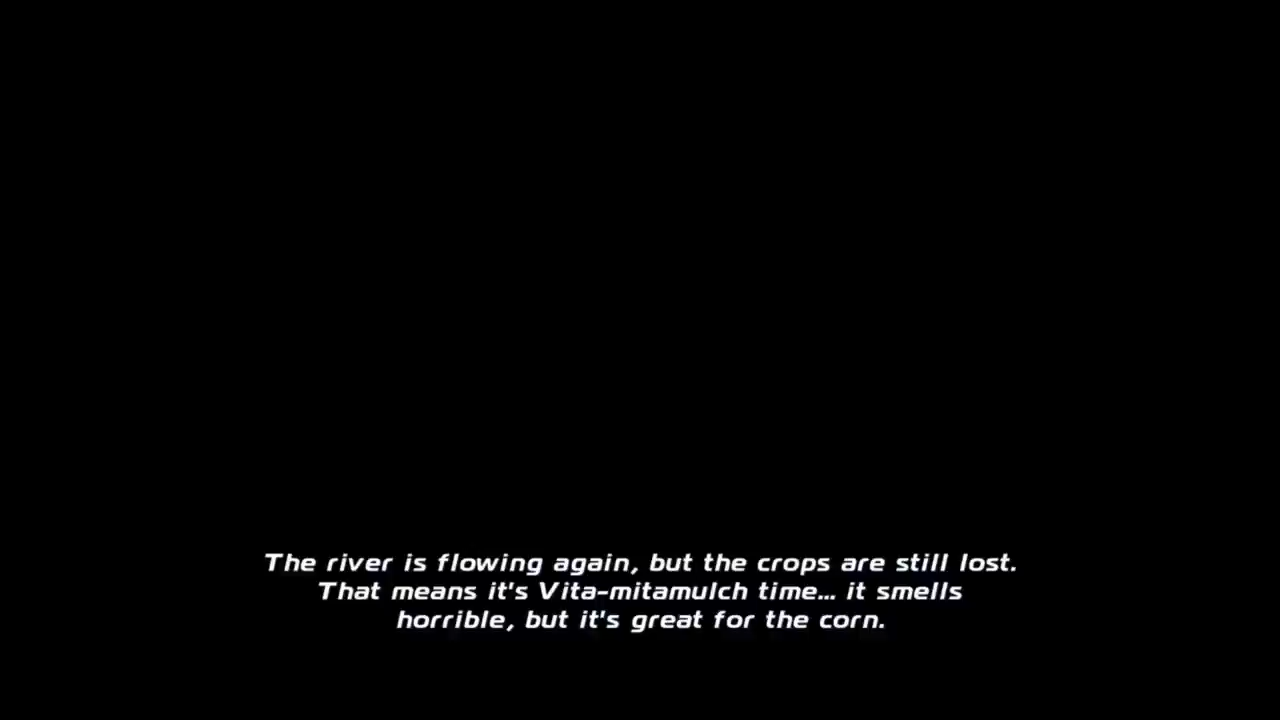 The river is flowing again, but the crops are still lost.
That means it's Vita-mitamulch time... it smells
horrible, but it's great for the corn.